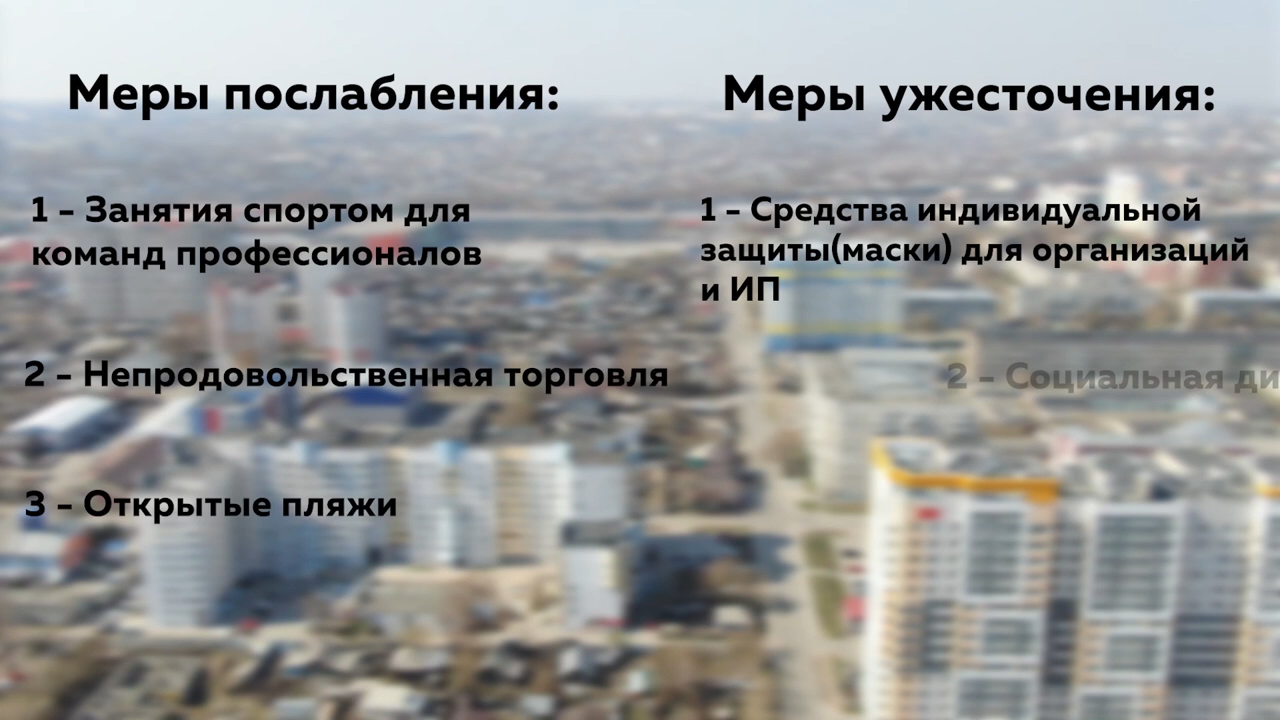 Меры послабления:
1 - Занятия спортом для
команд профессионалов
2 - Непродовольственная торговля
3 - Открытые пляжи
Меры ужесточения:
1 - Средства индивидуальной
защиты(маски) для организаций
и ИП
2 - Социальная